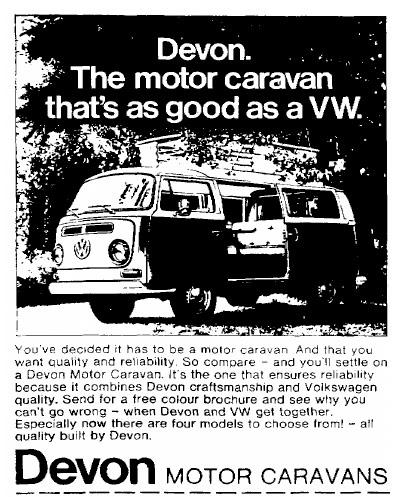 Devon.
The motor caravan
that's as good as a VW.
You've decided it has to be a motor caravan. And that you
want quality and reliability. So compare – and you'll settle on
a Devon Motor Caravan. It's the one that ensures reliability
because it combines Devon craftsmanship and Volkswagen
quality. Send for a free colour brochure and see why you
can't go wrong – when Devon and VW get together.
Especially now there are four models to choose from! – all
quality built by Devon.
Devon MOTOR CARAVANS